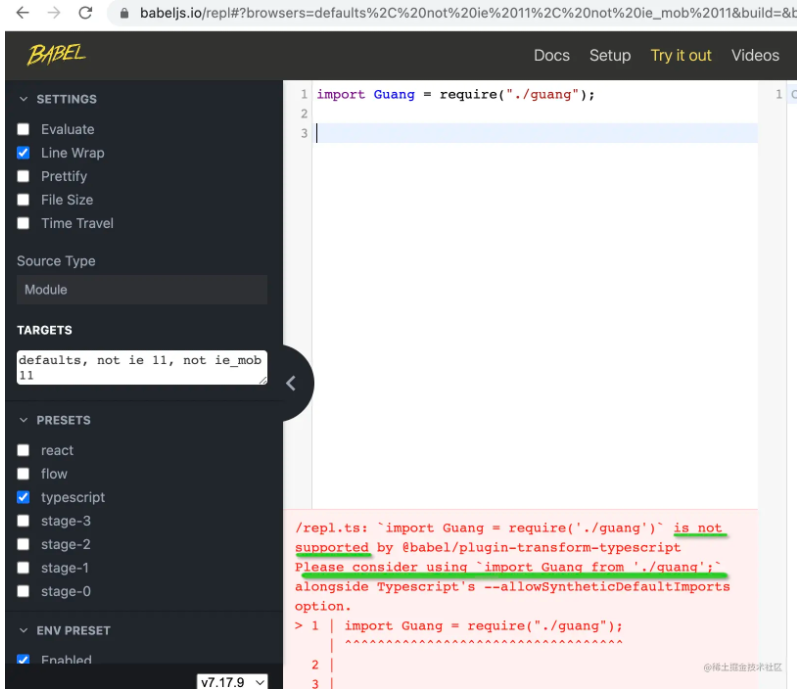 babeljs.io/repl#?browsers=defaults%2C%20not%20ie%2011%2C%20not%20ie_mob%2011&build=&b
BABEL
Docs Setup Try it out Videos
SETTINGS
Evaluate
Line Wrap
Prettify
File Size
Time Travel
Source Type
Module
TARGETS
defaults, not ie 11, not ie_mob
11
PRESETS
react
flow
typescript
stage-3
stage-2
stage-1
stage-0
ENV PRESET
Enabled
v7.17.9
1 import Guang = require("./guang");
2
3
1
/repl.ts: `import Guang = require('./guang')` is not
supported by @babel/plugin-transform-typescript
Please consider using `import Guang from './guang';`
alongside Typescript's --allowSyntheticDefaultImports
option.
> 1 | import Guang = require("./guang");
| ^^^^^^^^^^^^^^^^^^^^^^^^^^^^^^^^^^
2 |
3 |
@稀土掘金技术社区